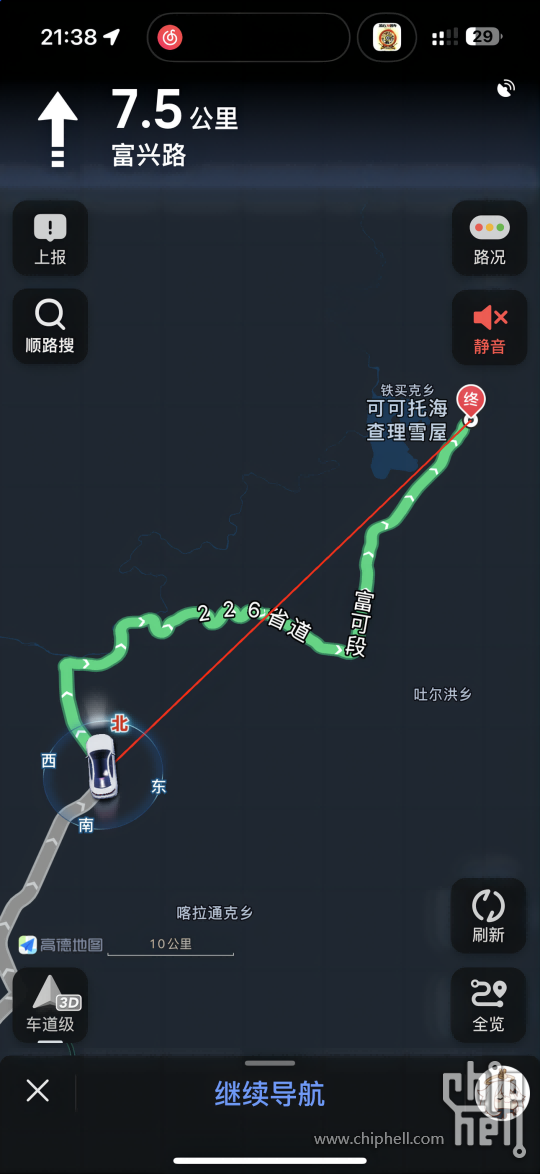 21:38
29
7.5 公里
富兴路
上报
路况
顺路搜
静音
铁买克乡
终
可可托海
查理雪屋
226省道
富可段
吐尔洪乡
北
西
东
南
喀拉通克乡
刷新
高德地图
10公里
3D
车道级
全览
继续导航
chip
hell
www.chiphell.com